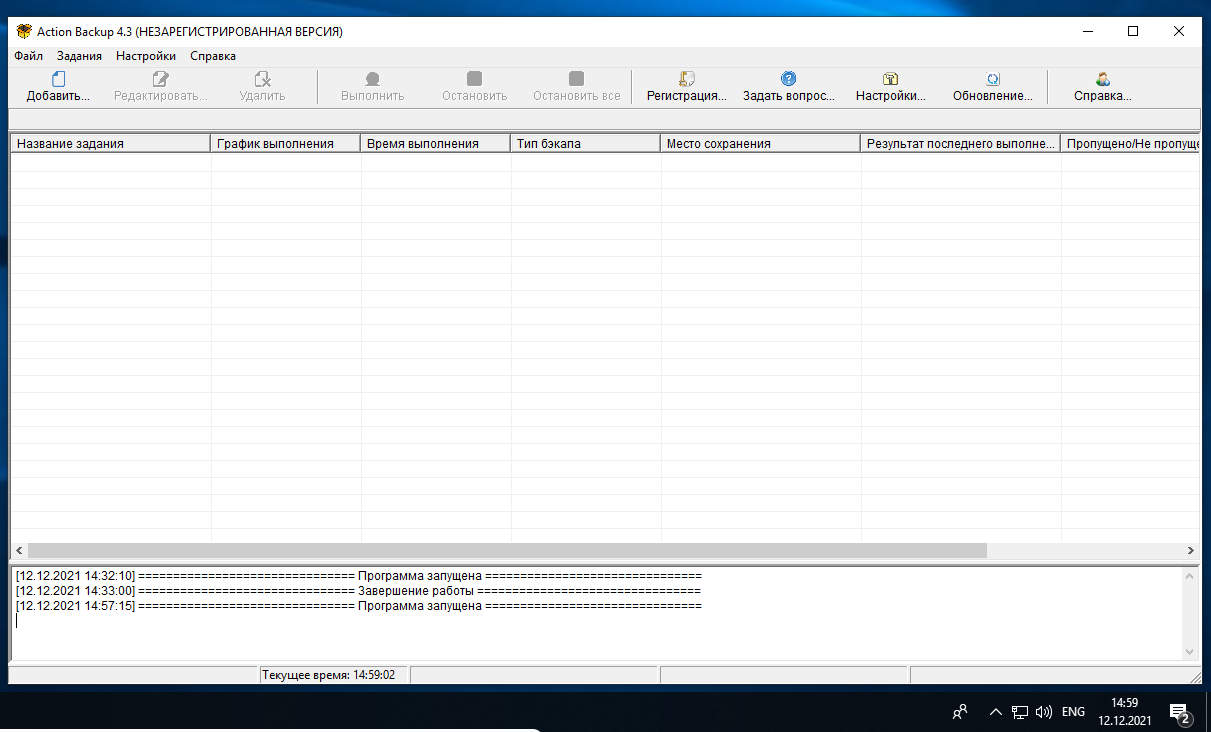 Action Backup 4.3 (НЕЗАРЕГИСТРИРОВАННАЯ ВЕРСИЯ)
Файл Задания Настройки Справка
Добавить... Редактировать... Удалить Выполнить Остановить Остановить все Регистрация... Задать вопрос... Настройки... Обновление... Справка...
Название задания График выполнения Время выполнения Тип бэкапа Место сохранения Результат последнего выполне... Пропущено/Не пропуще
[12.12.2021 14:32:10] =============================== Программа запущена ===============================
[12.12.2021 14:33:00] =============================== Завершение работы ================================
[12.12.2021 14:57:15] =============================== Программа запущена ===============================
Текущее время: 14:59:02
ENG 14:59
12.12.2021 2